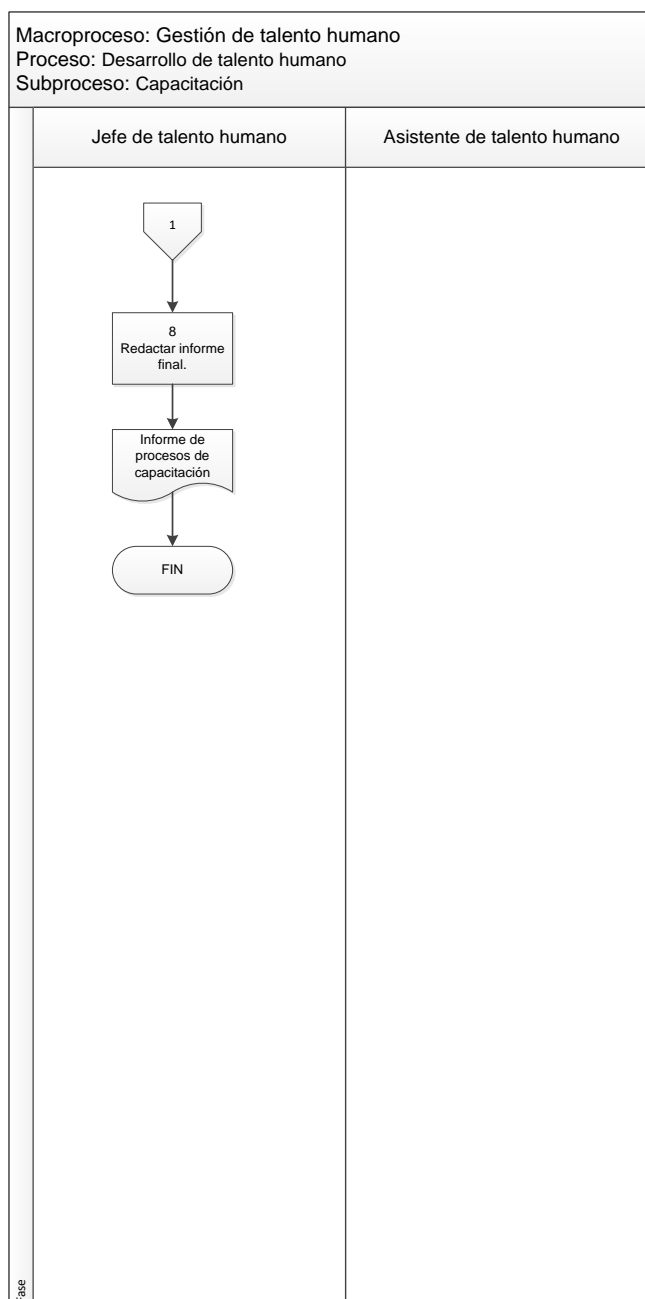 Macroproceso: Gestión de talento humano
Proceso: Desarrollo de talento humano
Subproceso: Capacitación
Jefe de talento humano
Asistente de talento humano
1
8
Redactar informe
final.
Informe de
procesos de
capacitación
FIN
Fase